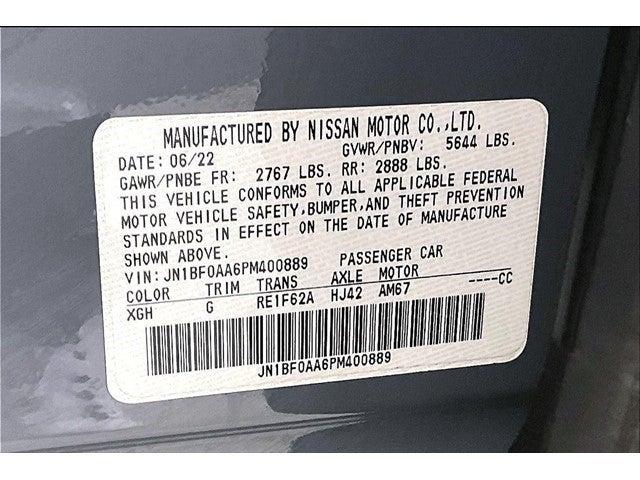 MANUFACTURED BY NISSAN MOTOR CO.,LTD.
DATE: 06/22 GVWR/PNBV: 5644 LBS.
GAWR/PNBE FR: 2767 LBS. RR: 2888 LBS.
THIS VEHICLE CONFORMS TO ALL APPLICABLE FEDERAL
MOTOR VEHICLE SAFETY,BUMPER,AND THEFT PREVENTION
STANDARDS IN EFFECT ON THE DATE OF MANUFACTURE
SHOWN ABOVE.
VIN: JN1BF0AA6PM400889 PASSENGER CAR
COLOR TRIM TRANS AXLE MOTOR ----CC
XGH G RE1F62A HJ42 AM67
JN1BF0AA6PM400889